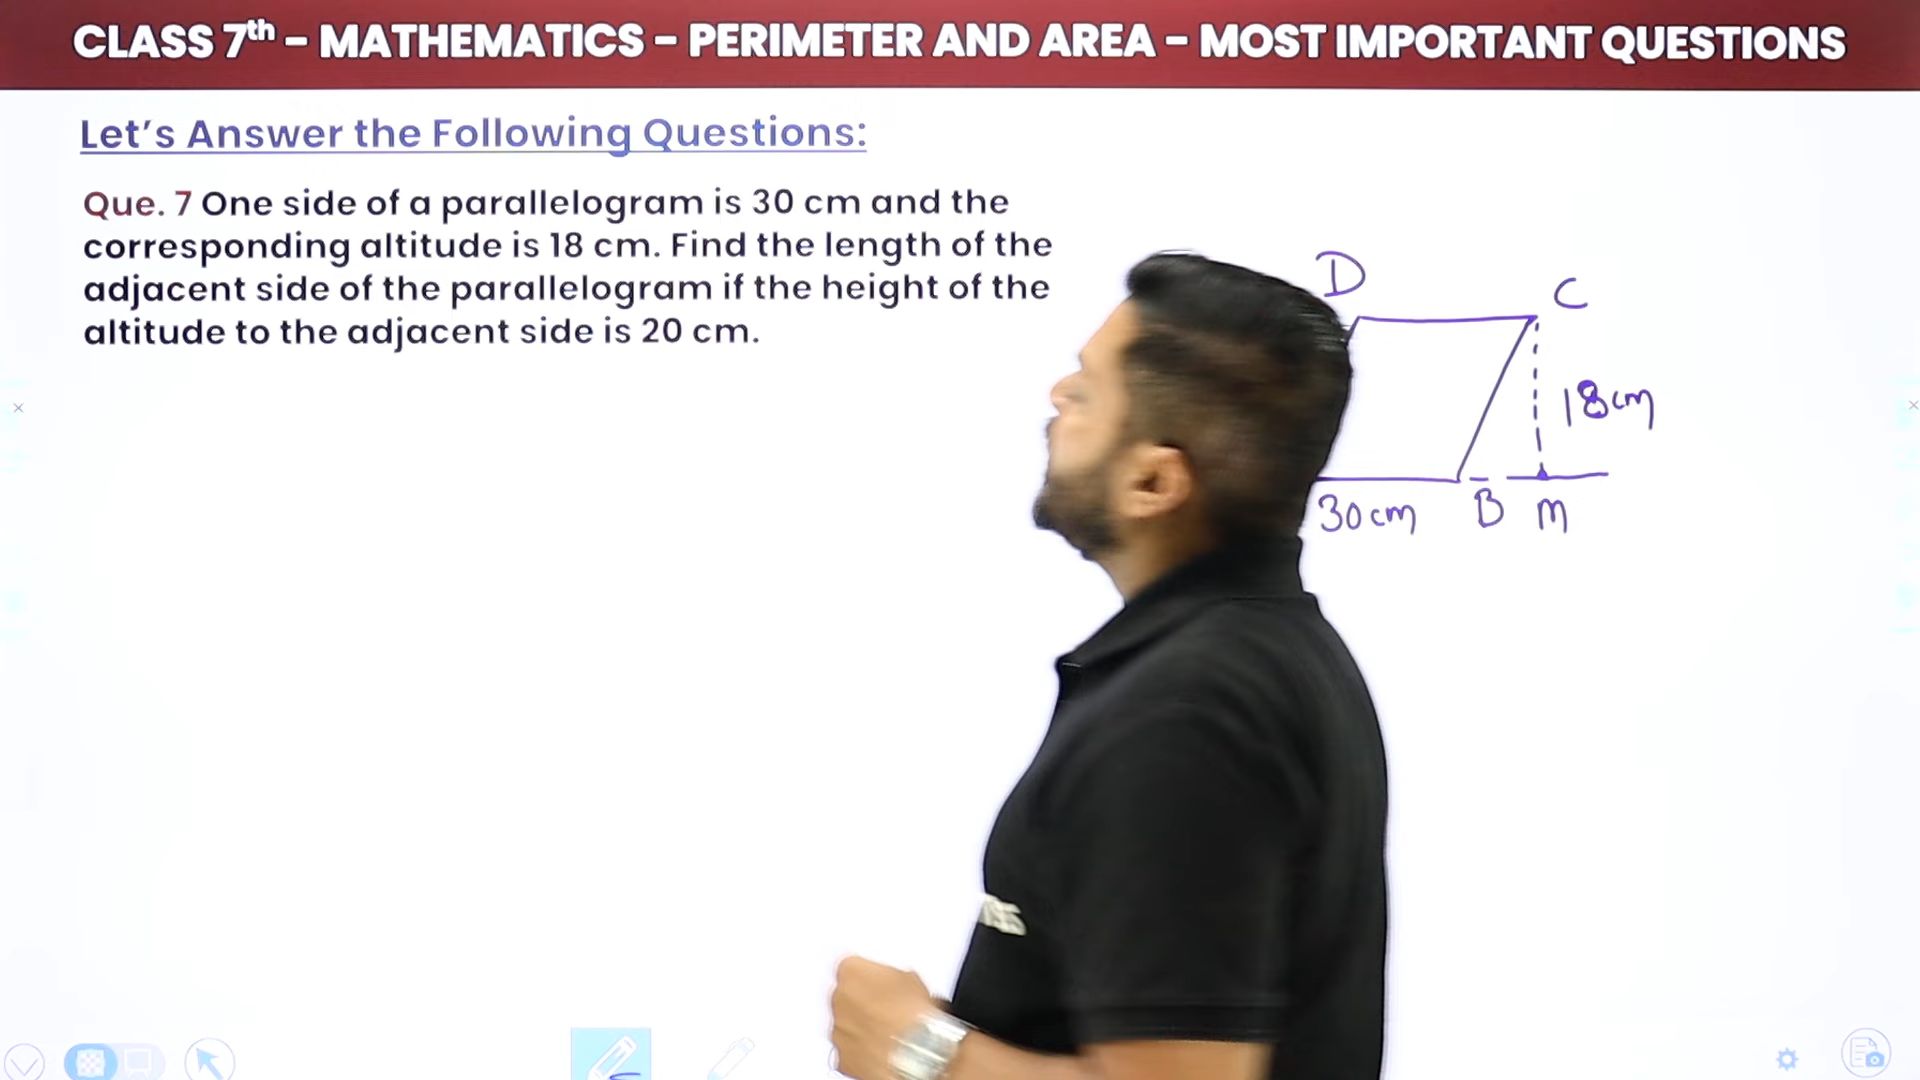 CLASS 7th – MATHEMATICS – PERIMETER AND AREA – MOST IMPORTANT QUESTIONS
Let's Answer the Following Questions:
Que. 7 One side of a parallelogram is 30 cm and the
corresponding altitude is 18 cm. Find the length of the
adjacent side of the parallelogram if the height of the
altitude to the adjacent side is 20 cm.
D
C
18cm
30cm B M